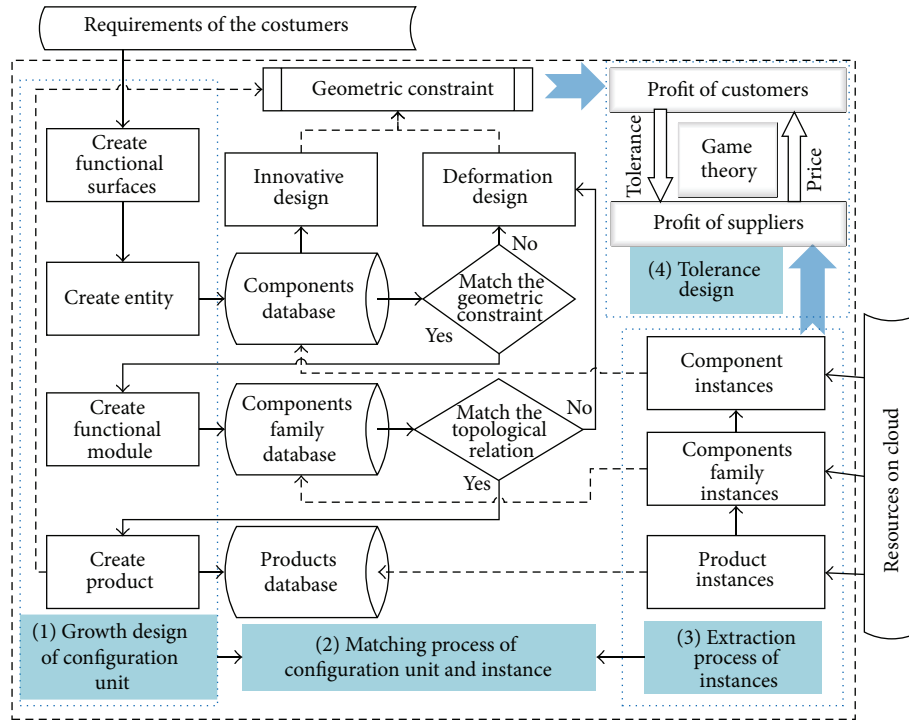 Requirements of the costumers
Geometric constraint
Profit of customers
Create
functional
surfaces
Innovative
design
Deformation
design
Tolerance
Game
theory
Price
Profit of suppliers
No
(4) Tolerance
design
Create entity
Components
database
Match the
geometric
constraint
Yes
Component
instances
Create
functional
module
Components
family
database
Match the
topological
relation
No
Yes
Components
family
instances
Resources on cloud
Create
product
Products
database
Product
instances
(1) Growth design
of configuration
unit
(2) Matching process of
configuration unit and instance
(3) Extraction
process of
instances